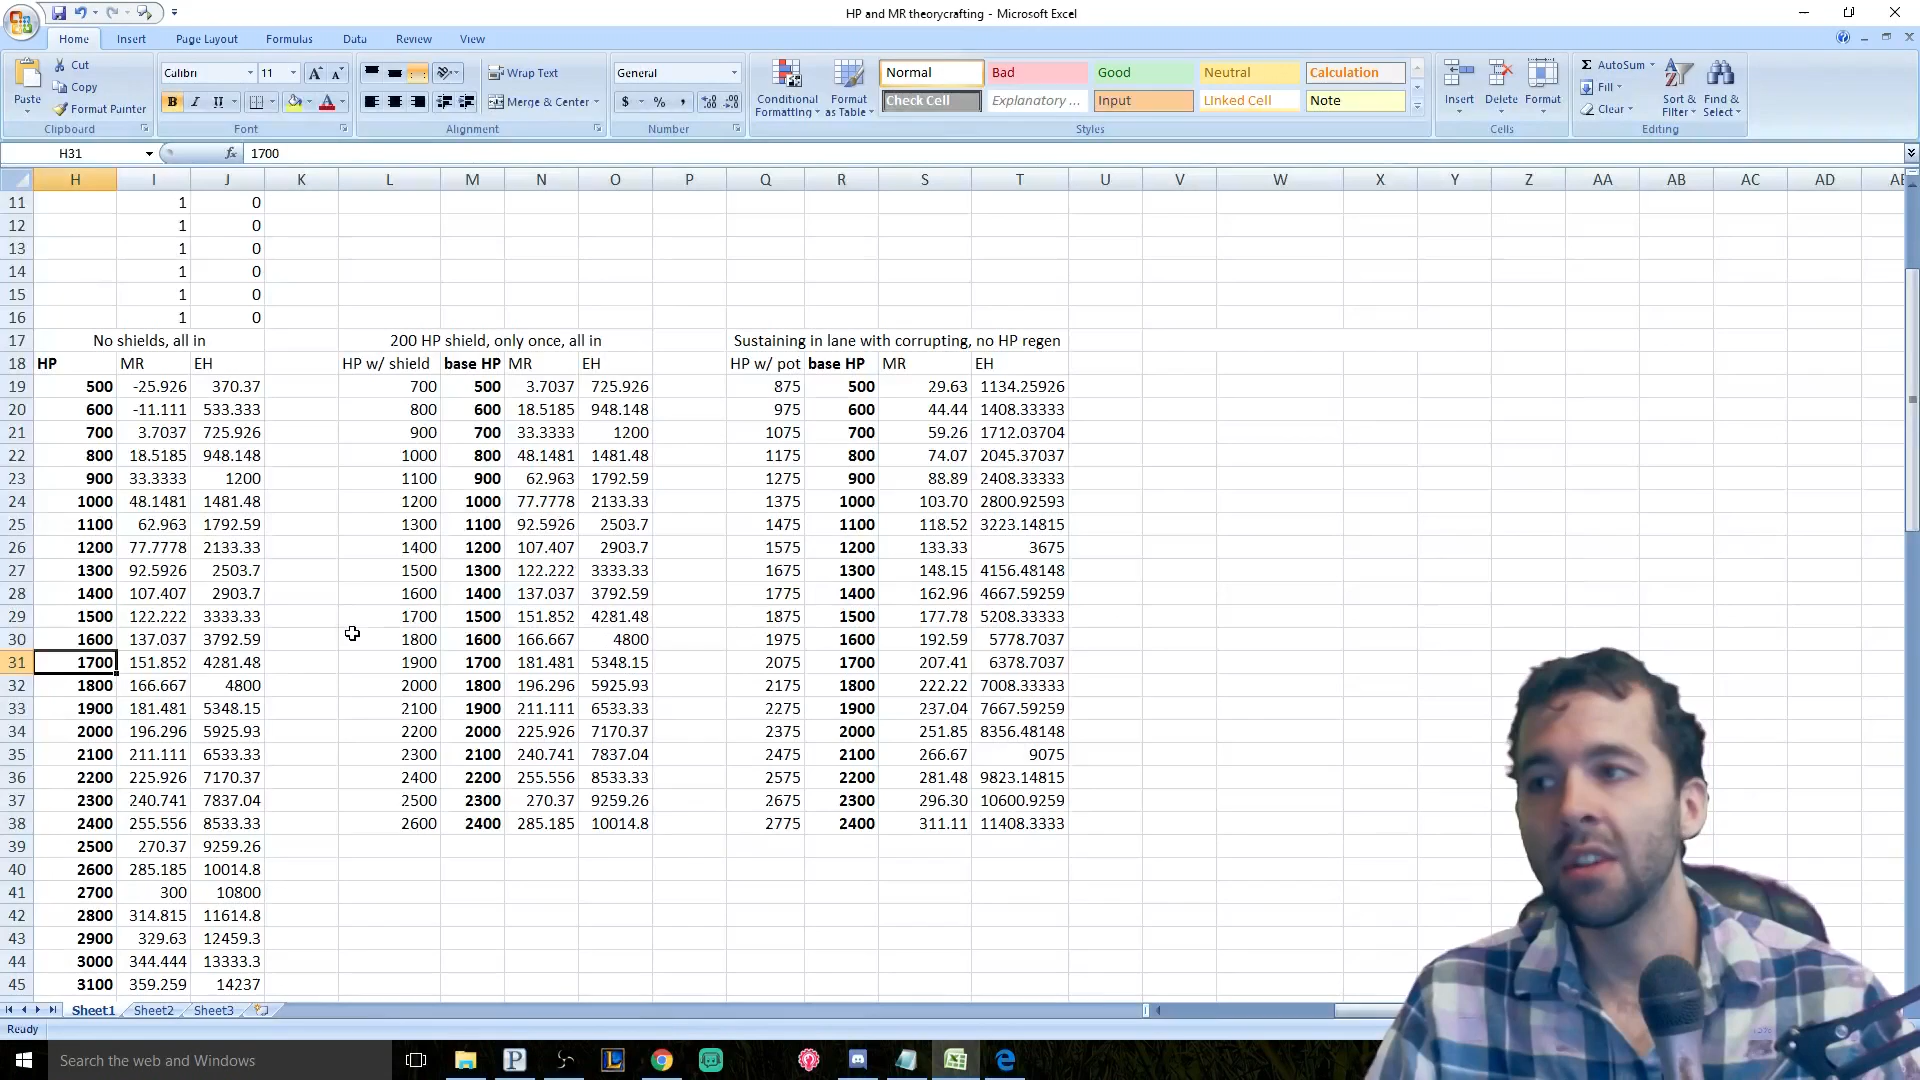 HP and MR theorycrafting - Microsoft Excel
Home Insert Page Layout Formulas Data Review View
Paste Cut Copy Format Painter Clipboard
Calibri 11 B I U Font
Wrap Text Merge & Center Alignment
General $ % , Number
Conditional Formatting Format as Table
Normal Bad Good Neutral Calculation
Check Cell Explanatory ... Input Linked Cell Note
Styles
Insert Delete Format Cells
Σ AutoSum Fill Clear Sort & Filter Find & Select Editing
H31 fx 1700
H I J K L M N O P Q R S T U V W X Y Z AA AB AC AD AE
11 1 0
12 1 0
13 1 0
14 1 0
15 1 0
16 1 0
17 No shields, all in 200 HP shield, only once, all in Sustaining in lane with corrupting, no HP regen
18 HP MR EH HP w/ shield base HP MR EH HP w/ pot base HP MR EH
19 500 -25.926 370.37 700 500 3.7037 725.926 875 500 29.63 1134.25926
20 600 -11.111 533.333 800 600 18.5185 948.148 975 600 44.44 1408.33333
21 700 3.7037 725.926 900 700 33.3333 1200 1075 700 59.26 1712.03704
22 800 18.5185 948.148 1000 800 48.1481 1481.48 1175 800 74.07 2045.37037
23 900 33.3333 1200 1100 900 62.963 1792.59 1275 900 88.89 2408.33333
24 1000 48.1481 1481.48 1200 1000 77.7778 2133.33 1375 1000 103.70 2800.92593
25 1100 62.963 1792.59 1300 1100 92.5926 2503.7 1475 1100 118.52 3223.14815
26 1200 77.7778 2133.33 1400 1200 107.407 2903.7 1575 1200 133.33 3675
27 1300 92.5926 2503.7 1500 1300 122.222 3333.33 1675 1300 148.15 4156.48148
28 1400 107.407 2903.7 1600 1400 137.037 3792.59 1775 1400 162.96 4667.59259
29 1500 122.222 3333.33 1700 1500 151.852 4281.48 1875 1500 177.78 5208.33333
30 1600 137.037 3792.59 1800 1600 166.667 4800 1975 1600 192.59 5778.7037
31 1700 151.852 4281.48 1900 1700 181.481 5348.15 2075 1700 207.41 6378.7037
32 1800 166.667 4800 2000 1800 196.296 5925.93 2175 1800 222.22 7008.33333
33 1900 181.481 5348.15 2100 1900 211.111 6533.33 2275 1900 237.04 7667.59259
34 2000 196.296 5925.93 2200 2000 225.926 7170.37 2375 2000 251.85 8356.48148
35 2100 211.111 6533.33 2300 2100 240.741 7837.04 2475 2100 266.67 9075
36 2200 225.926 7170.37 2400 2200 255.556 8533.33 2575 2200 281.48 9823.14815
37 2300 240.741 7837.04 2500 2300 270.37 9259.26 2675 2300 296.30 10600.9259
38 2400 255.556 8533.33 2600 2400 285.185 10014.8 2775 2400 311.11 11408.3333
39 2500 270.37 9259.26
40 2600 285.185 10014.8
41 2700 300 10800
42 2800 314.815 11614.8
43 2900 329.63 12459.3
44 3000 344.444 13333.3
45 3100 359.259 14237
Sheet1 Sheet2 Sheet3
Ready
Search the web and Windows